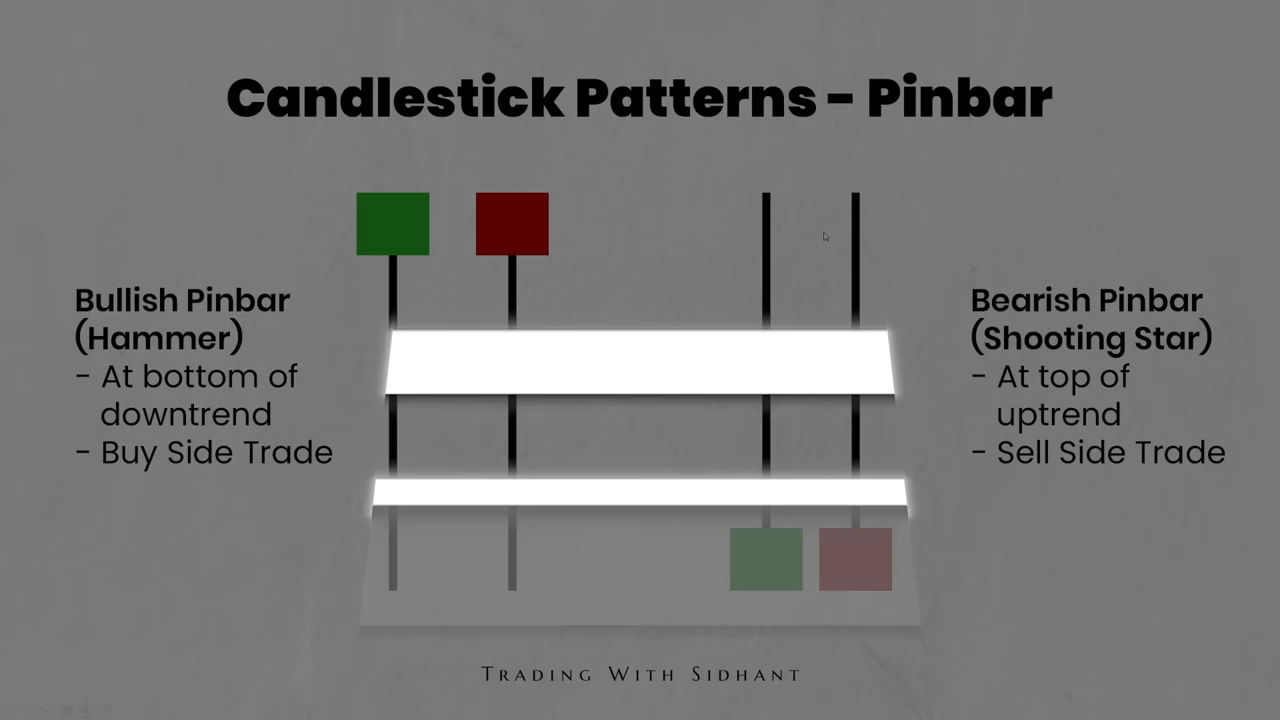 Candlestick Patterns - Pinbar
Bullish Pinbar
(Hammer)
- At bottom of
downtrend
- Buy Side Trade
Bearish Pinbar
(Shooting Star)
- At top of
uptrend
- Sell Side Trade
Trading With Sidhant